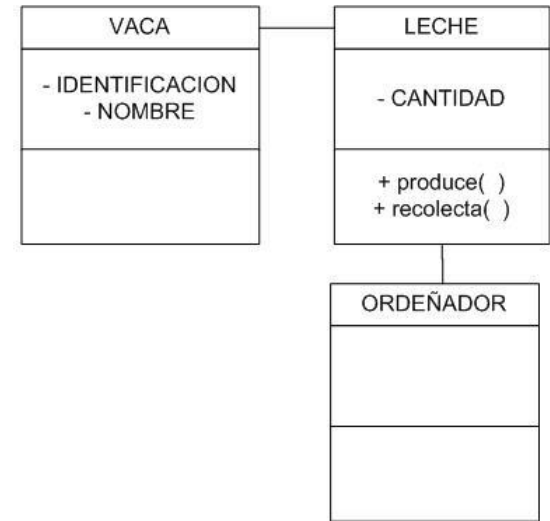 VACA
- IDENTIFICACION
- NOMBRE
LECHE
- CANTIDAD
+ produce( )
+ recolecta( )
ORDEÑADOR